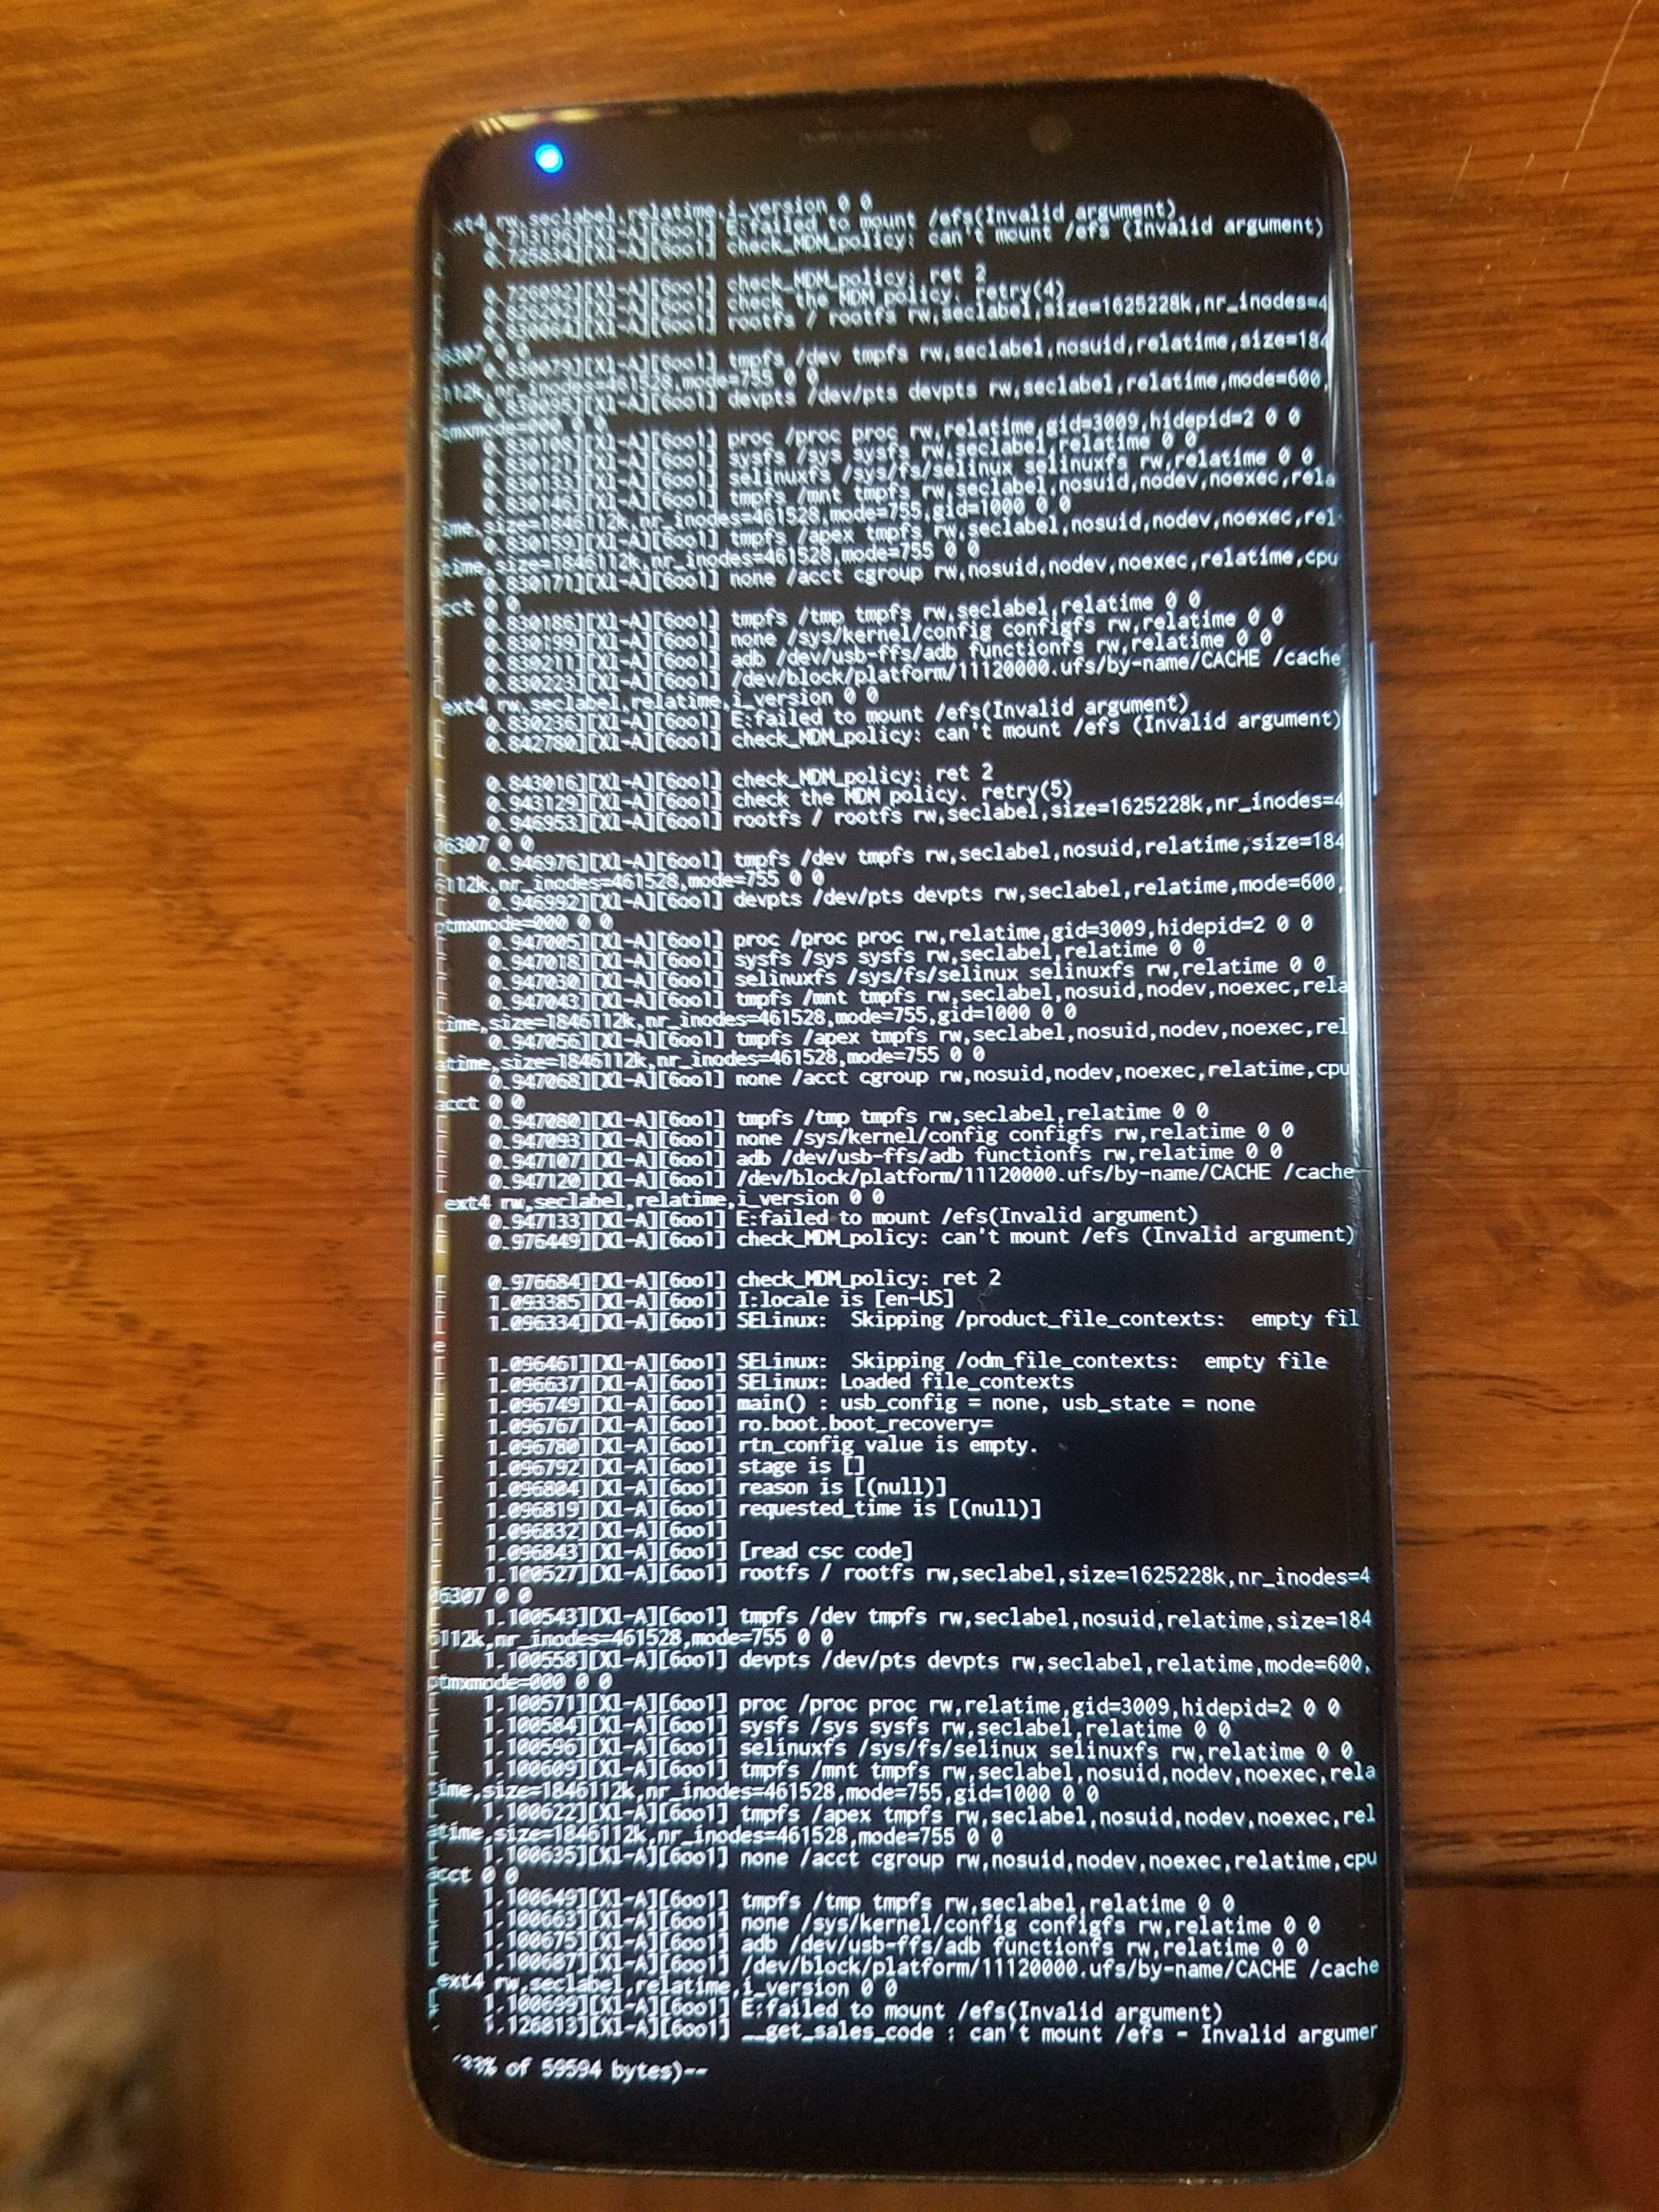 ext4 rw,seclabel,relatime,i_version 0 0
0.713196][X1-A][6oo1] E:failed to mount /efs(Invalid argument)
0.725834][X1-A][6oo1] check_MDM_policy: can't mount /efs (Invalid argument)
0.726092][X1-A][6oo1] check_MDM_policy: ret 2
0.826202][X1-A][6oo1] check the MDM policy. retry(4)
0.830064][X1-A][6oo1] rootfs / rootfs rw,seclabel,size=1625228k,nr_inodes=4
06307 0 0
0.830079][X1-A][6oo1] tmpfs /dev tmpfs rw,seclabel,nosuid,relatime,size=184
6112k,nr_inodes=461528,mode=755 0 0
0.830095][X1-A][6oo1] devpts /dev/pts devpts rw,seclabel,relatime,mode=600,
ptmxmode=000 0 0
0.830108][X1-A][6oo1] proc /proc proc rw,relatime,gid=3009,hidepid=2 0 0
0.830121][X1-A][6oo1] sysfs /sys sysfs rw,seclabel,relatime 0 0
0.830133][X1-A][6oo1] selinuxfs /sys/fs/selinux selinuxfs rw,relatime 0 0
0.830146][X1-A][6oo1] tmpfs /mnt tmpfs rw,seclabel,nosuid,nodev,noexec,rela
time,size=1846112k,nr_inodes=461528,mode=755,gid=1000 0 0
0.830159][X1-A][6oo1] tmpfs /apex tmpfs rw,seclabel,nosuid,nodev,noexec,rel
atime,size=1846112k,nr_inodes=461528,mode=755 0 0
0.830171][X1-A][6oo1] none /acct cgroup rw,nosuid,nodev,noexec,relatime,cpu
acct 0 0
0.830186][X1-A][6oo1] tmpfs /tmp tmpfs rw,seclabel,relatime 0 0
0.830199][X1-A][6oo1] none /sys/kernel/config configfs rw,relatime 0 0
0.839211][X1-A][6oo1] adb /dev/usb-ffs/adb functionfs rw,relatime 0 0
0.830223][X1-A][6oo1] /dev/block/platform/11120000.ufs/by-name/CACHE /cache
ext4 rw,seclabel,relatime,i_version 0 0
0.830236][X1-A][6oo1] E:failed to mount /efs(Invalid argument)
0.842780][X1-A][6oo1] check_MDM_policy: can't mount /efs (Invalid argument)
0.843016][X1-A][6oo1] check_MDM_policy: ret 2
0.943129][X1-A][6oo1] check the MDM policy. retry(5)
0.946953][X1-A][6oo1] rootfs / rootfs rw,seclabel,size=1625228k,nr_inodes=4
06307 0 0
0.946976][X1-A][6oo1] tmpfs /dev tmpfs rw,seclabel,nosuid,relatime,size=184
6112k,nr_inodes=461528,mode=755 0 0
0.946992][X1-A][6oo1] devpts /dev/pts devpts rw,seclabel,relatime,mode=600,
ptmxmode=000 0 0
0.947005][X1-A][6oo1] proc /proc proc rw,relatime,gid=3009,hidepid=2 0 0
0.947018][X1-A][6oo1] sysfs /sys sysfs rw,seclabel,relatime 0 0
0.947030][X1-A][6oo1] selinuxfs /sys/fs/selinux selinuxfs rw,relatime 0 0
0.947043][X1-A][6oo1] tmpfs /mnt tmpfs rw,seclabel,nosuid,nodev,noexec,rela
time,size=1846112k,nr_inodes=461528,mode=755,gid=1000 0 0
0.947056][X1-A][6oo1] tmpfs /apex tmpfs rw,seclabel,nosuid,nodev,noexec,rel
atime,size=1846112k,nr_inodes=461528,mode=755 0 0
0.947068][X1-A][6oo1] none /acct cgroup rw,nosuid,nodev,noexec,relatime,cpu
acct 0 0
0.947080][X1-A][6oo1] tmpfs /tmp tmpfs rw,seclabel,relatime 0 0
0.947093][X1-A][6oo1] none /sys/kernel/config configfs rw,relatime 0 0
0.947107][X1-A][6oo1] adb /dev/usb-ffs/adb functionfs rw,relatime 0 0
0.947120][X1-A][6oo1] /dev/block/platform/11120000.ufs/by-name/CACHE /cache
ext4 rw,seclabel,relatime,i_version 0 0
0.947133][X1-A][6oo1] E:failed to mount /efs(Invalid argument)
0.976449][X1-A][6oo1] check_MDM_policy: can't mount /efs (Invalid argument)
0.976684][X1-A][6oo1] check_MDM_policy: ret 2
1.093385][X1-A][6oo1] I:locale is [en-US]
1.096334][X1-A][6oo1] SELinux:  Skipping /product_file_contexts:  empty fil
e
1.096461][X1-A][6oo1] SELinux:  Skipping /odm_file_contexts:  empty file
1.096637][X1-A][6oo1] SELinux: Loaded file_contexts
1.096749][X1-A][6oo1] main() : usb_config = none, usb_state = none
1.096767][X1-A][6oo1] ro.boot.boot_recovery=
1.096780][X1-A][6oo1] rtn_config_value is empty.
1.096792][X1-A][6oo1] stage is []
1.096804][X1-A][6oo1] reason is [(null)]
1.096819][X1-A][6oo1] requested_time is [(null)]
1.096832][X1-A][6oo1]
1.096843][X1-A][6oo1] [read csc code]
1.100527][X1-A][6oo1] rootfs / rootfs rw,seclabel,size=1625228k,nr_inodes=4
06307 0 0
1.100543][X1-A][6oo1] tmpfs /dev tmpfs rw,seclabel,nosuid,relatime,size=184
6112k,nr_inodes=461528,mode=755 0 0
1.100558][X1-A][6oo1] devpts /dev/pts devpts rw,seclabel,relatime,mode=600,
ptmxmode=000 0 0
1.100571][X1-A][6oo1] proc /proc proc rw,relatime,gid=3009,hidepid=2 0 0
1.100584][X1-A][6oo1] sysfs /sys sysfs rw,seclabel,relatime 0 0
1.100596][X1-A][6oo1] selinuxfs /sys/fs/selinux selinuxfs rw,relatime 0 0
1.100609][X1-A][6oo1] tmpfs /mnt tmpfs rw,seclabel,nosuid,nodev,noexec,rela
time,size=1846112k,nr_inodes=461528,mode=755,gid=1000 0 0
1.100622][X1-A][6oo1] tmpfs /apex tmpfs rw,seclabel,nosuid,nodev,noexec,rel
atime,size=1846112k,nr_inodes=461528,mode=755 0 0
1.100635][X1-A][6oo1] none /acct cgroup rw,nosuid,nodev,noexec,relatime,cpu
acct 0 0
1.100649][X1-A][6oo1] tmpfs /tmp tmpfs rw,seclabel,relatime 0 0
1.100663][X1-A][6oo1] none /sys/kernel/config configfs rw,relatime 0 0
1.100675][X1-A][6oo1] adb /dev/usb-ffs/adb functionfs rw,relatime 0 0
1.100687][X1-A][6oo1] /dev/block/platform/11120000.ufs/by-name/CACHE /cache
ext4 rw,seclabel,relatime,i_version 0 0
1.100699][X1-A][6oo1] E:failed to mount /efs(Invalid argument)
1.126813][X1-A][6oo1] __get_sales_code : can't mount /efs - Invalid argumen
(33% of 59594 bytes)--